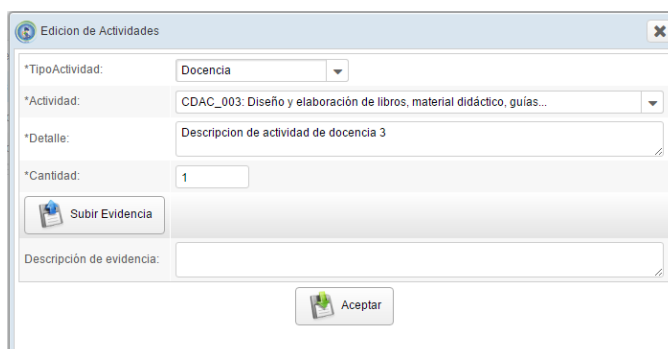 Edicion de Actividades
*TipoActividad: Docencia
*Actividad: CDAC_003: Diseño y elaboración de libros, material didáctico, guías...
*Detalle: Descripcion de actividad de docencia 3
*Cantidad: 1
Subir Evidencia
Descripción de evidencia:
Aceptar